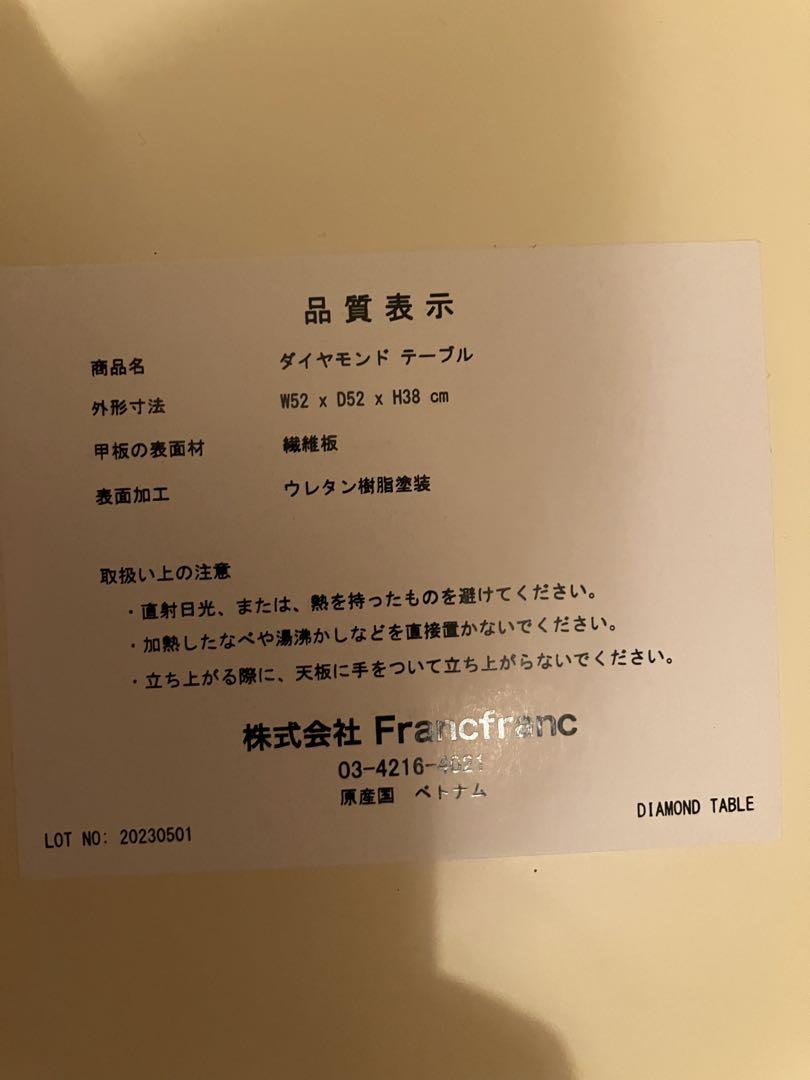 品質表示
商品名 ダイヤモンド テーブル
外形寸法 W52 x D52 x H38 cm
甲板の表面材 繊維板
表面加工 ウレタン樹脂塗装
取扱い上の注意
・直射日光、または、熱を持ったものを避けてください。
・加熱したなべや湯沸かしなどを直接置かないでください。
・立ち上がる際に、天板に手をついて立ち上がらないでください。
株式会社 Francfranc
03-4216-4021
原産国 ベトナム
DIAMOND TABLE
LOT NO: 20230501